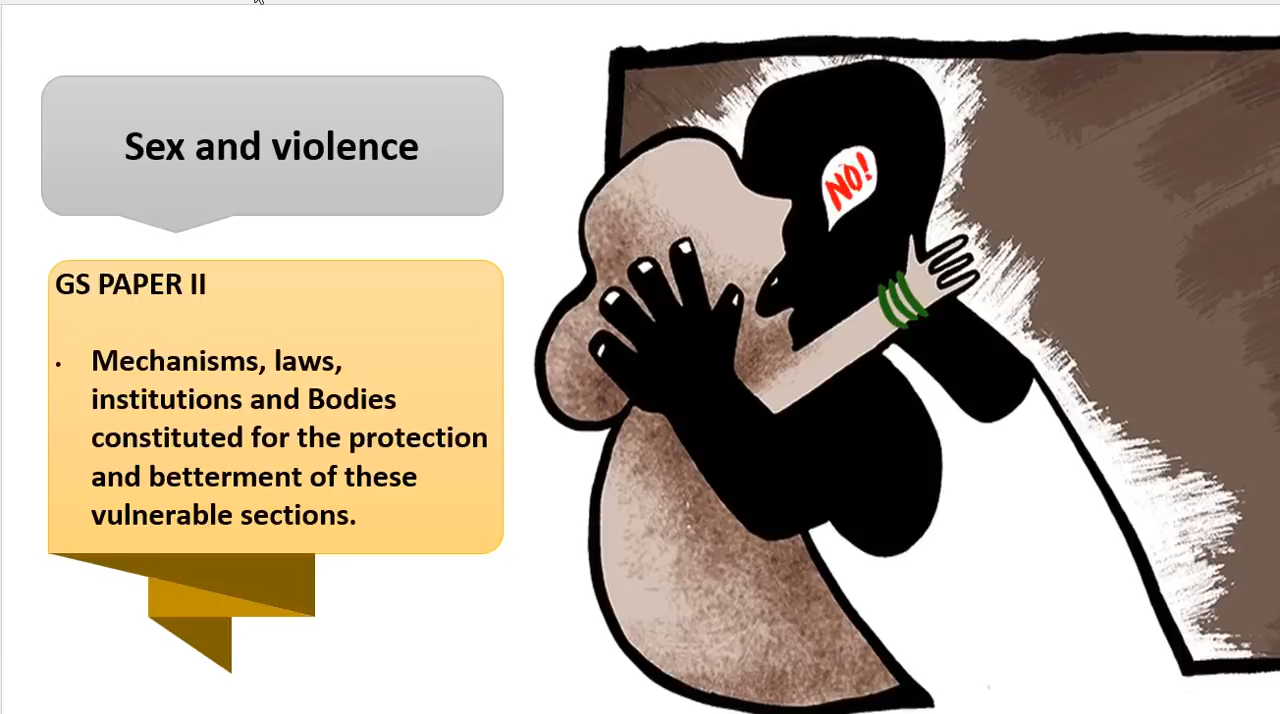 Sex and violence
GS PAPER II
• Mechanisms, laws,
institutions and Bodies
constituted for the protection
and betterment of these
vulnerable sections.
NO!